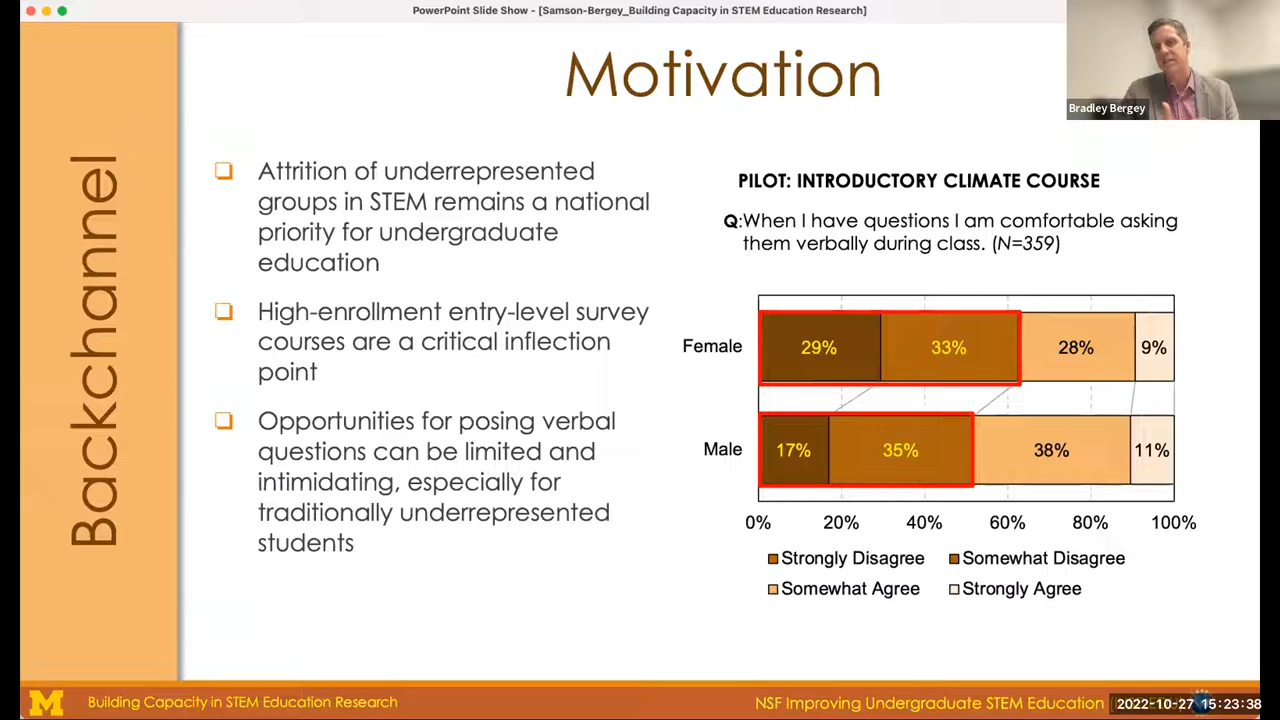 PowerPoint Slide Show - [Samson-Bergey_Building Capacity in STEM Education Research]
Bradley Bergey
Backchannel
Motivation
Attrition of underrepresented
groups in STEM remains a national
priority for undergraduate
education
High-enrollment entry-level survey
courses are a critical inflection
point
Opportunities for posing verbal
questions can be limited and
intimidating, especially for
traditionally underrepresented
students
PILOT: INTRODUCTORY CLIMATE COURSE
Q:When I have questions I am comfortable asking
them verbally during class. (N=359)
Female 29% 33% 28% 9%
Male 17% 35% 38% 11%
0% 20% 40% 60% 80% 100%
Strongly Disagree Somewhat Disagree
Somewhat Agree Strongly Agree
M Building Capacity in STEM Education Research
NSF Improving Undergraduate STEM Education
2022-10-27 15:23:38